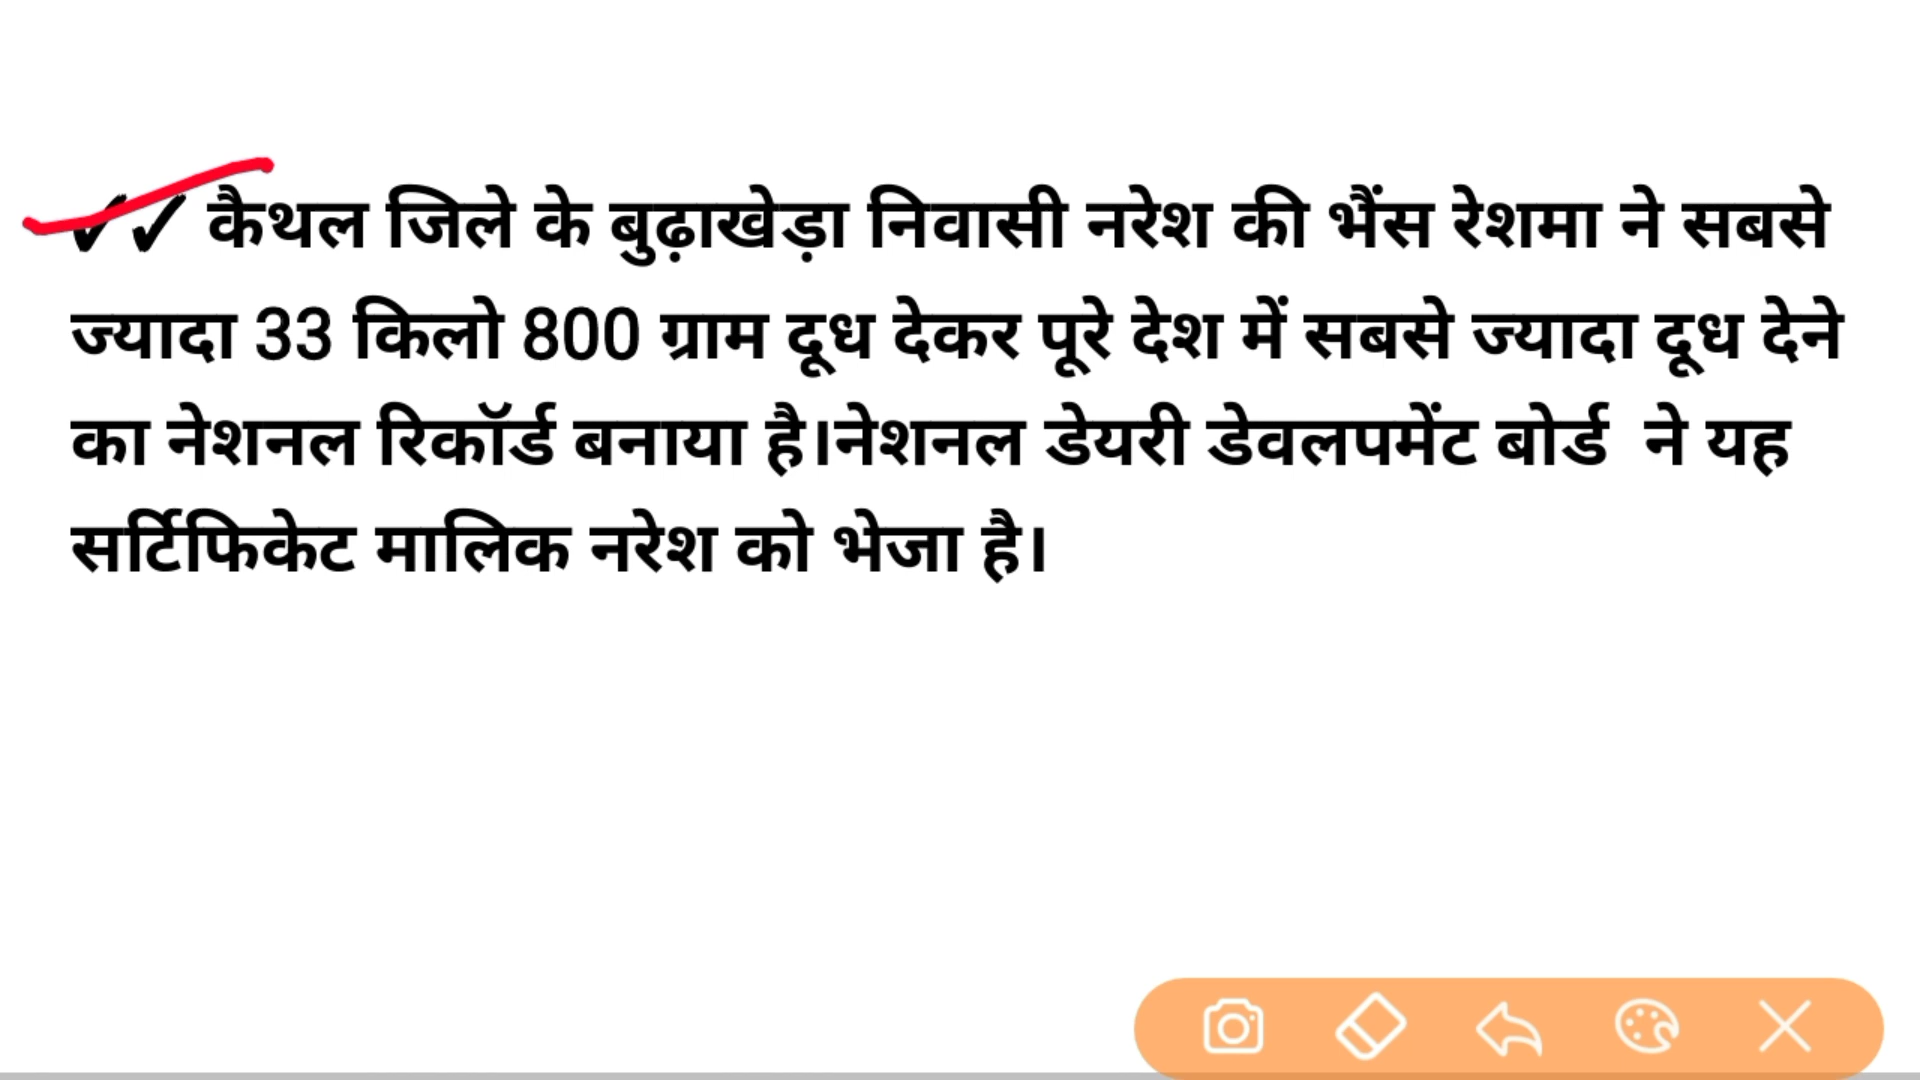 ✔✔ कैथल जिले के बुढ़ाखेड़ा निवासी नरेश की भैंस रेशमा ने सबसे
ज्यादा 33 किलो 800 ग्राम दूध देकर पूरे देश में सबसे ज्यादा दूध देने
का नेशनल रिकॉर्ड बनाया है।नेशनल डेयरी डेवलपमेंट बोर्ड  ने यह
सर्टिफिकेट मालिक नरेश को भेजा है।